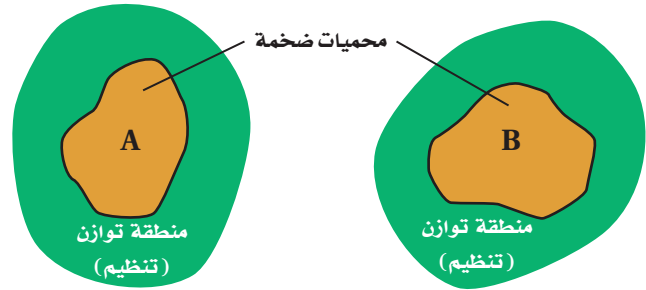 محميات ضخمة
A
B
منطقة توازن
(تنظيم)
منطقة توازن
(تنظيم)